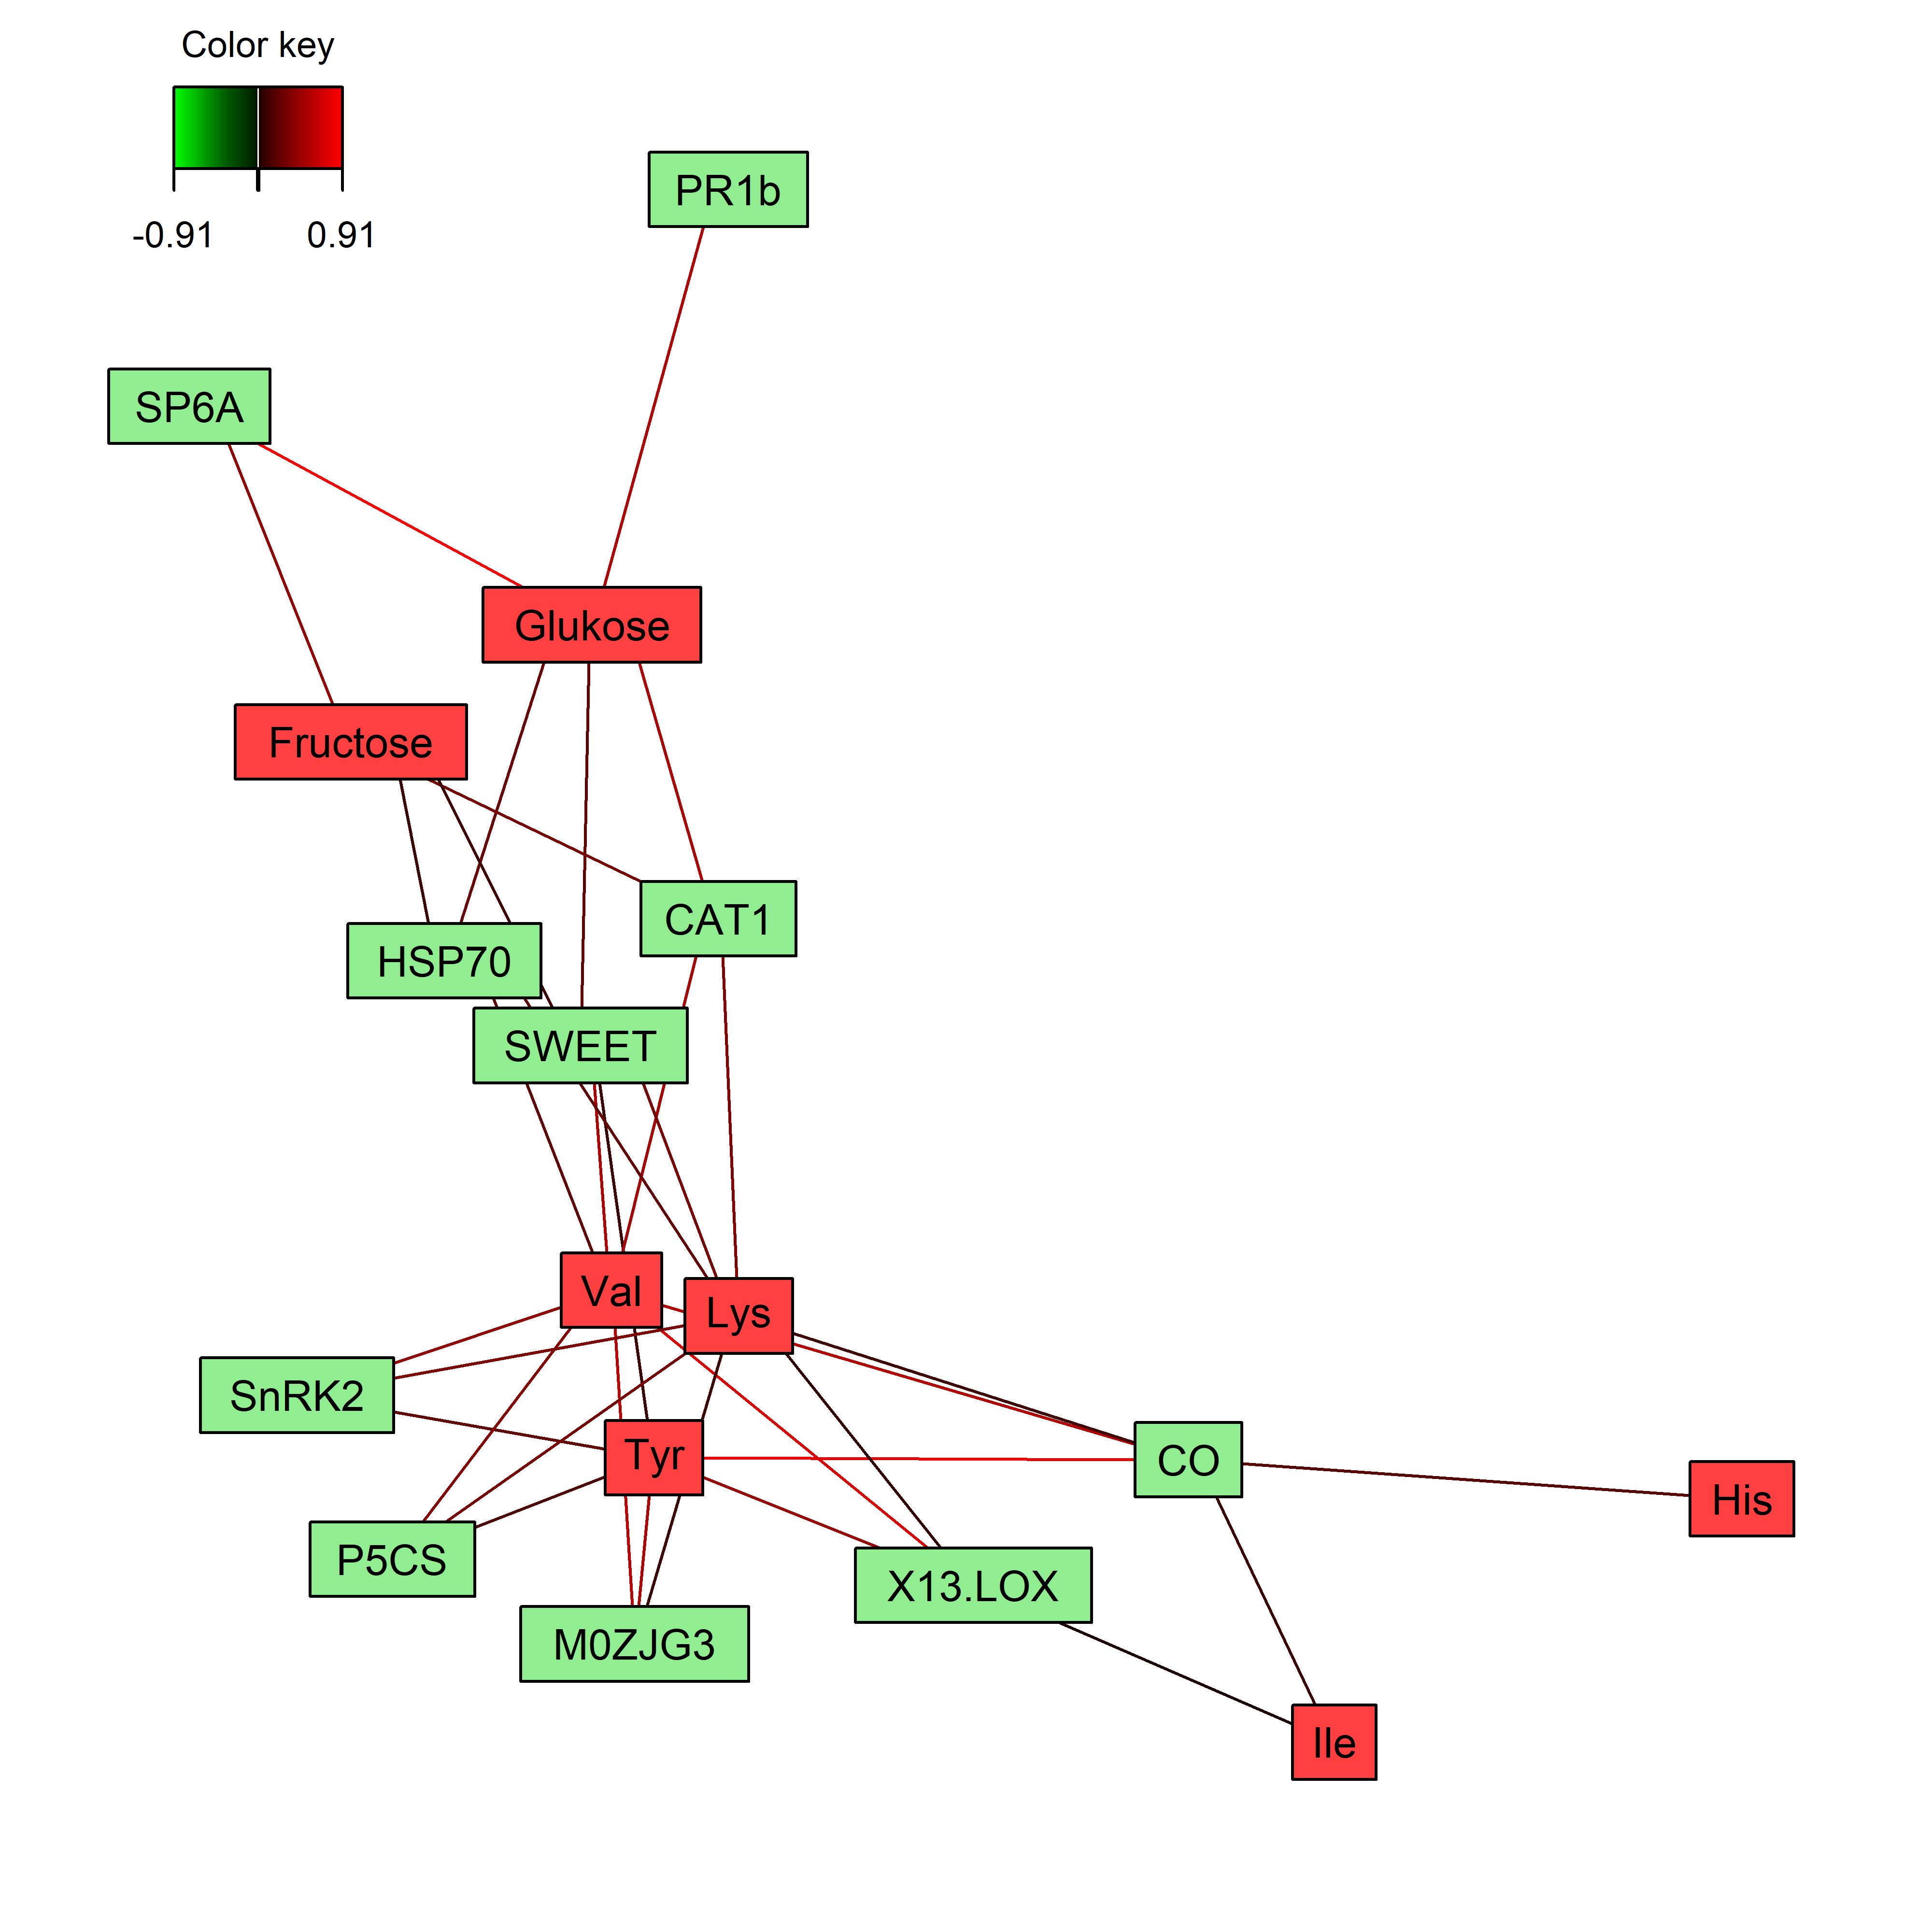 Color key
-0.91
0.91
PR1b
SP6A
Glukose
Fructose
CAT1
HSP70
SWEET
Val
Lys
SnRK2
Tyr
CO
His
P5CS
X13.LOX
M0ZJG3
Ile